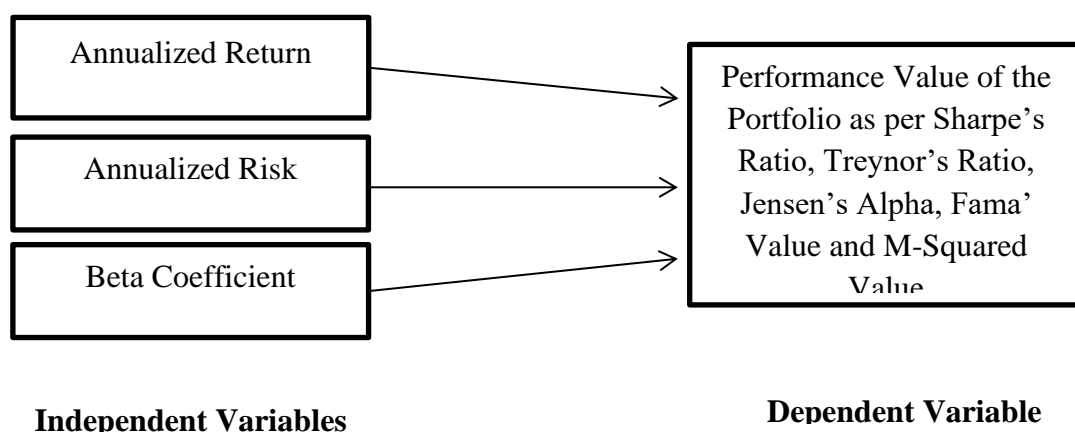 Annualized Return
Annualized Risk
Beta Coefficient
Independent Variables
Performance Value of the
Portfolio as per Sharpe’s
Ratio, Treynor’s Ratio,
Jensen’s Alpha, Fama’
Value and M-Squared
Value
Dependent Variable